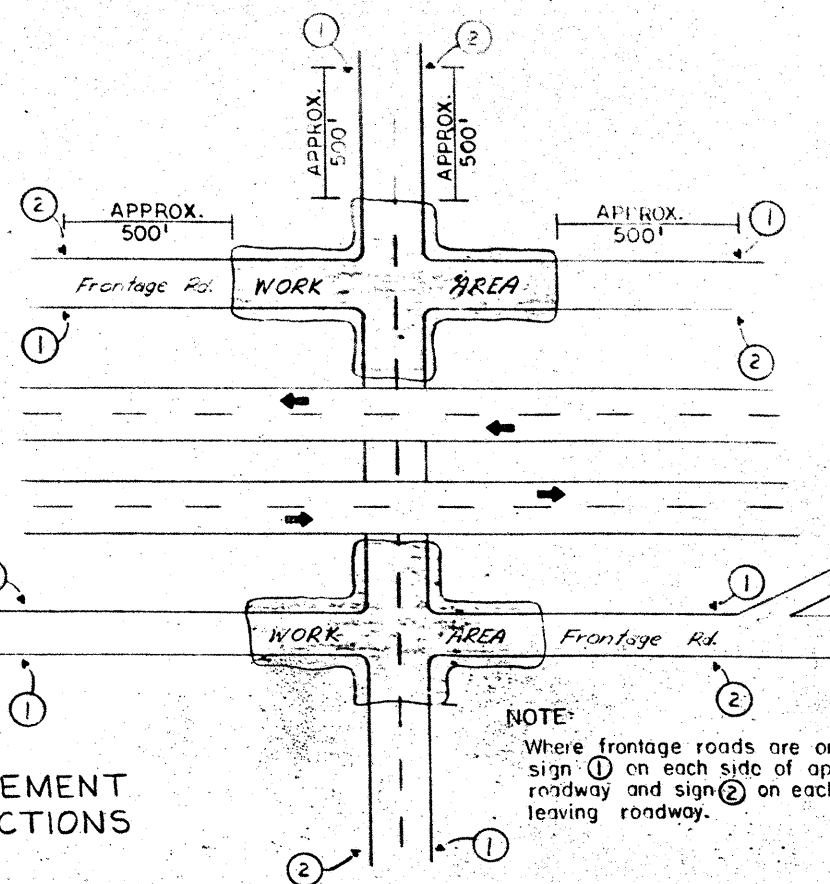 1
2
APPROX.
500'
APPROX.
500'
2
APPROX.
500'
APPROX.
500'
1
Frontage Rd.
WORK
AREA
1
2
1
WORK
AREA
Frontage Rd.
1
2
NOTE:
Where frontage roads are
sign 1 on each side of
roadway and sign 2 on each
leaving roadway.
EMENT
CTIONS
2
1